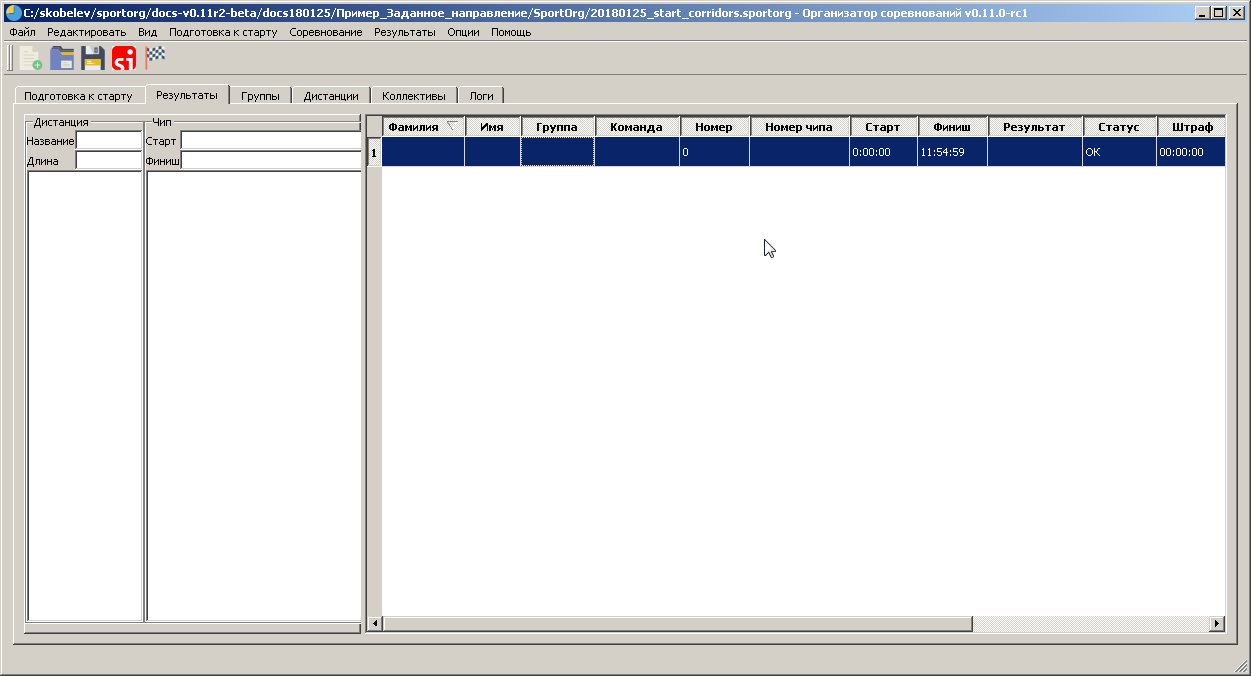 C:/skobelev/sportorg/docs-v0.11r2-beta/docs180125/Пример_Заданное_направление/SportOrg/20180125_start_corridors.sportorg - Организатор соревнований v0.11.0-rc1
Файл Редактировать Вид Подготовка к старту Соревнование Результаты Опции Помощь
si
Подготовка к старту Результаты Группы Дистанции Коллективы Логи
Дистанция Чип
Название Старт
Длина Финиш
Фамилия Имя Группа Команда Номер Номер чипа Старт Финиш Результат Статус Штраф
1 0 0:00:00 11:54:59 OK 00:00:00